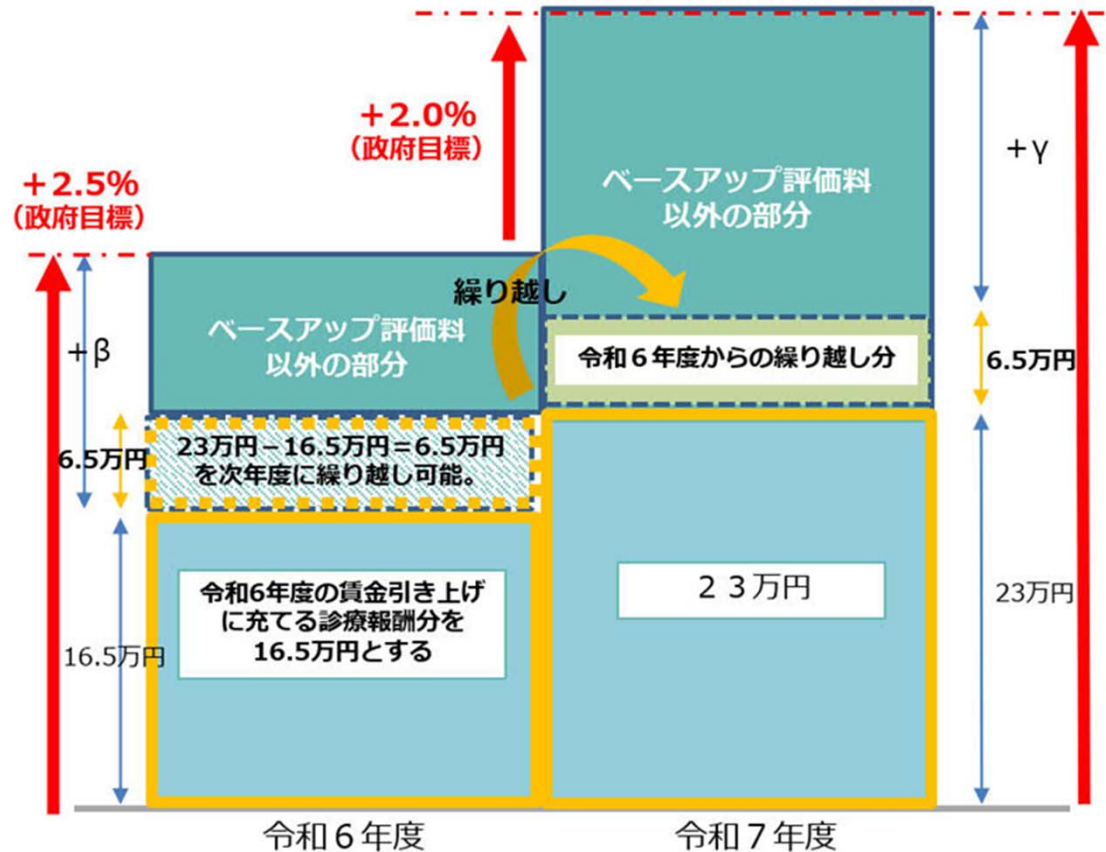 +2.5%
（政府目標）
+2.0%
（政府目標）
+β
6.5万円
16.5万円
ベースアップ評価料
以外の部分
23万円－16.5万円＝6.5万円
を次年度に繰り越し可能。
令和6年度の賃金引き上げ
に充てる診療報酬分を
16.5万円とする
繰り越し
ベースアップ評価料
以外の部分
令和６年度からの繰り越し分
２３万円
+γ
6.5万円
23万円
令和６年度
令和７年度